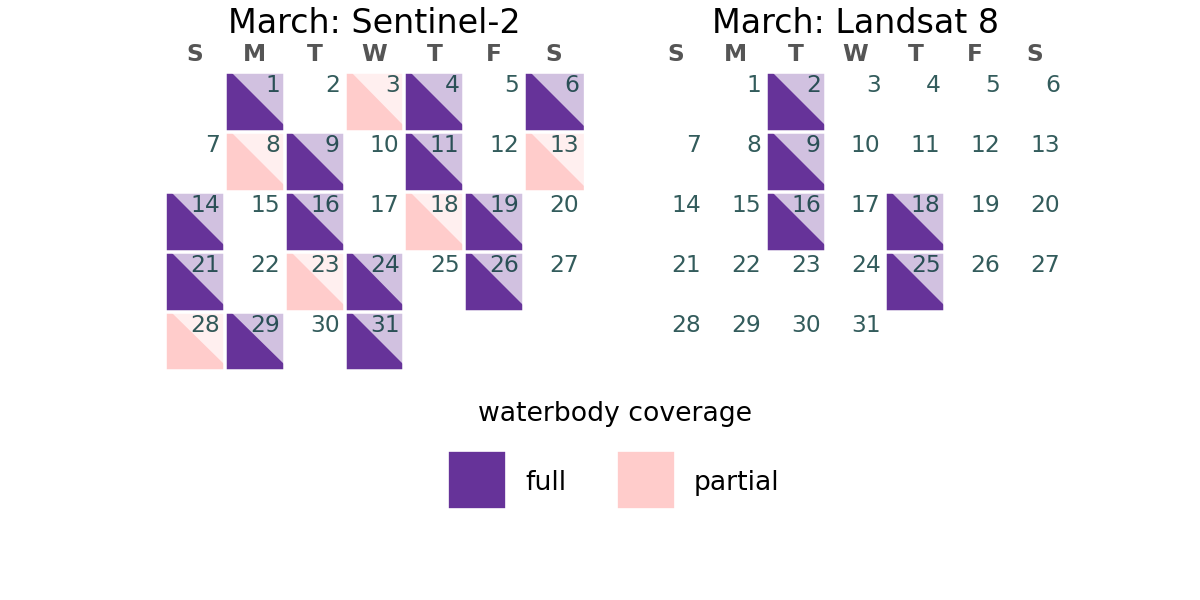 March: Sentinel-2
S M T W T F S
1 2 3 4 5 6
7 8 9 10 11 12 13
14 15 16 17 18 19 20
21 22 23 24 25 26 27
28 29 30 31
March: Landsat 8
S M T W T F S
1 2 3 4 5 6
7 8 9 10 11 12 13
14 15 16 17 18 19 20
21 22 23 24 25 26 27
28 29 30 31
waterbody coverage
full
partial